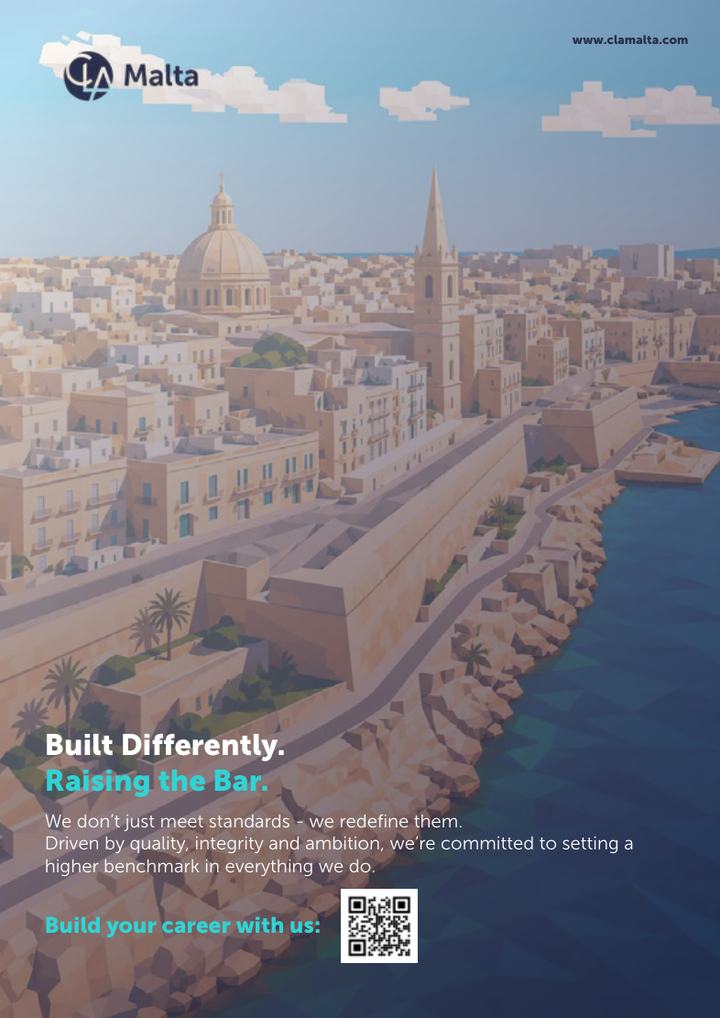 www.clamalta.com
CLA Malta
Built Differently.
Raising the Bar.
We don't just meet standards - we redefine them.
Driven by quality, integrity and ambition, we're committed to setting a
higher benchmark in everything we do.
Build your career with us: